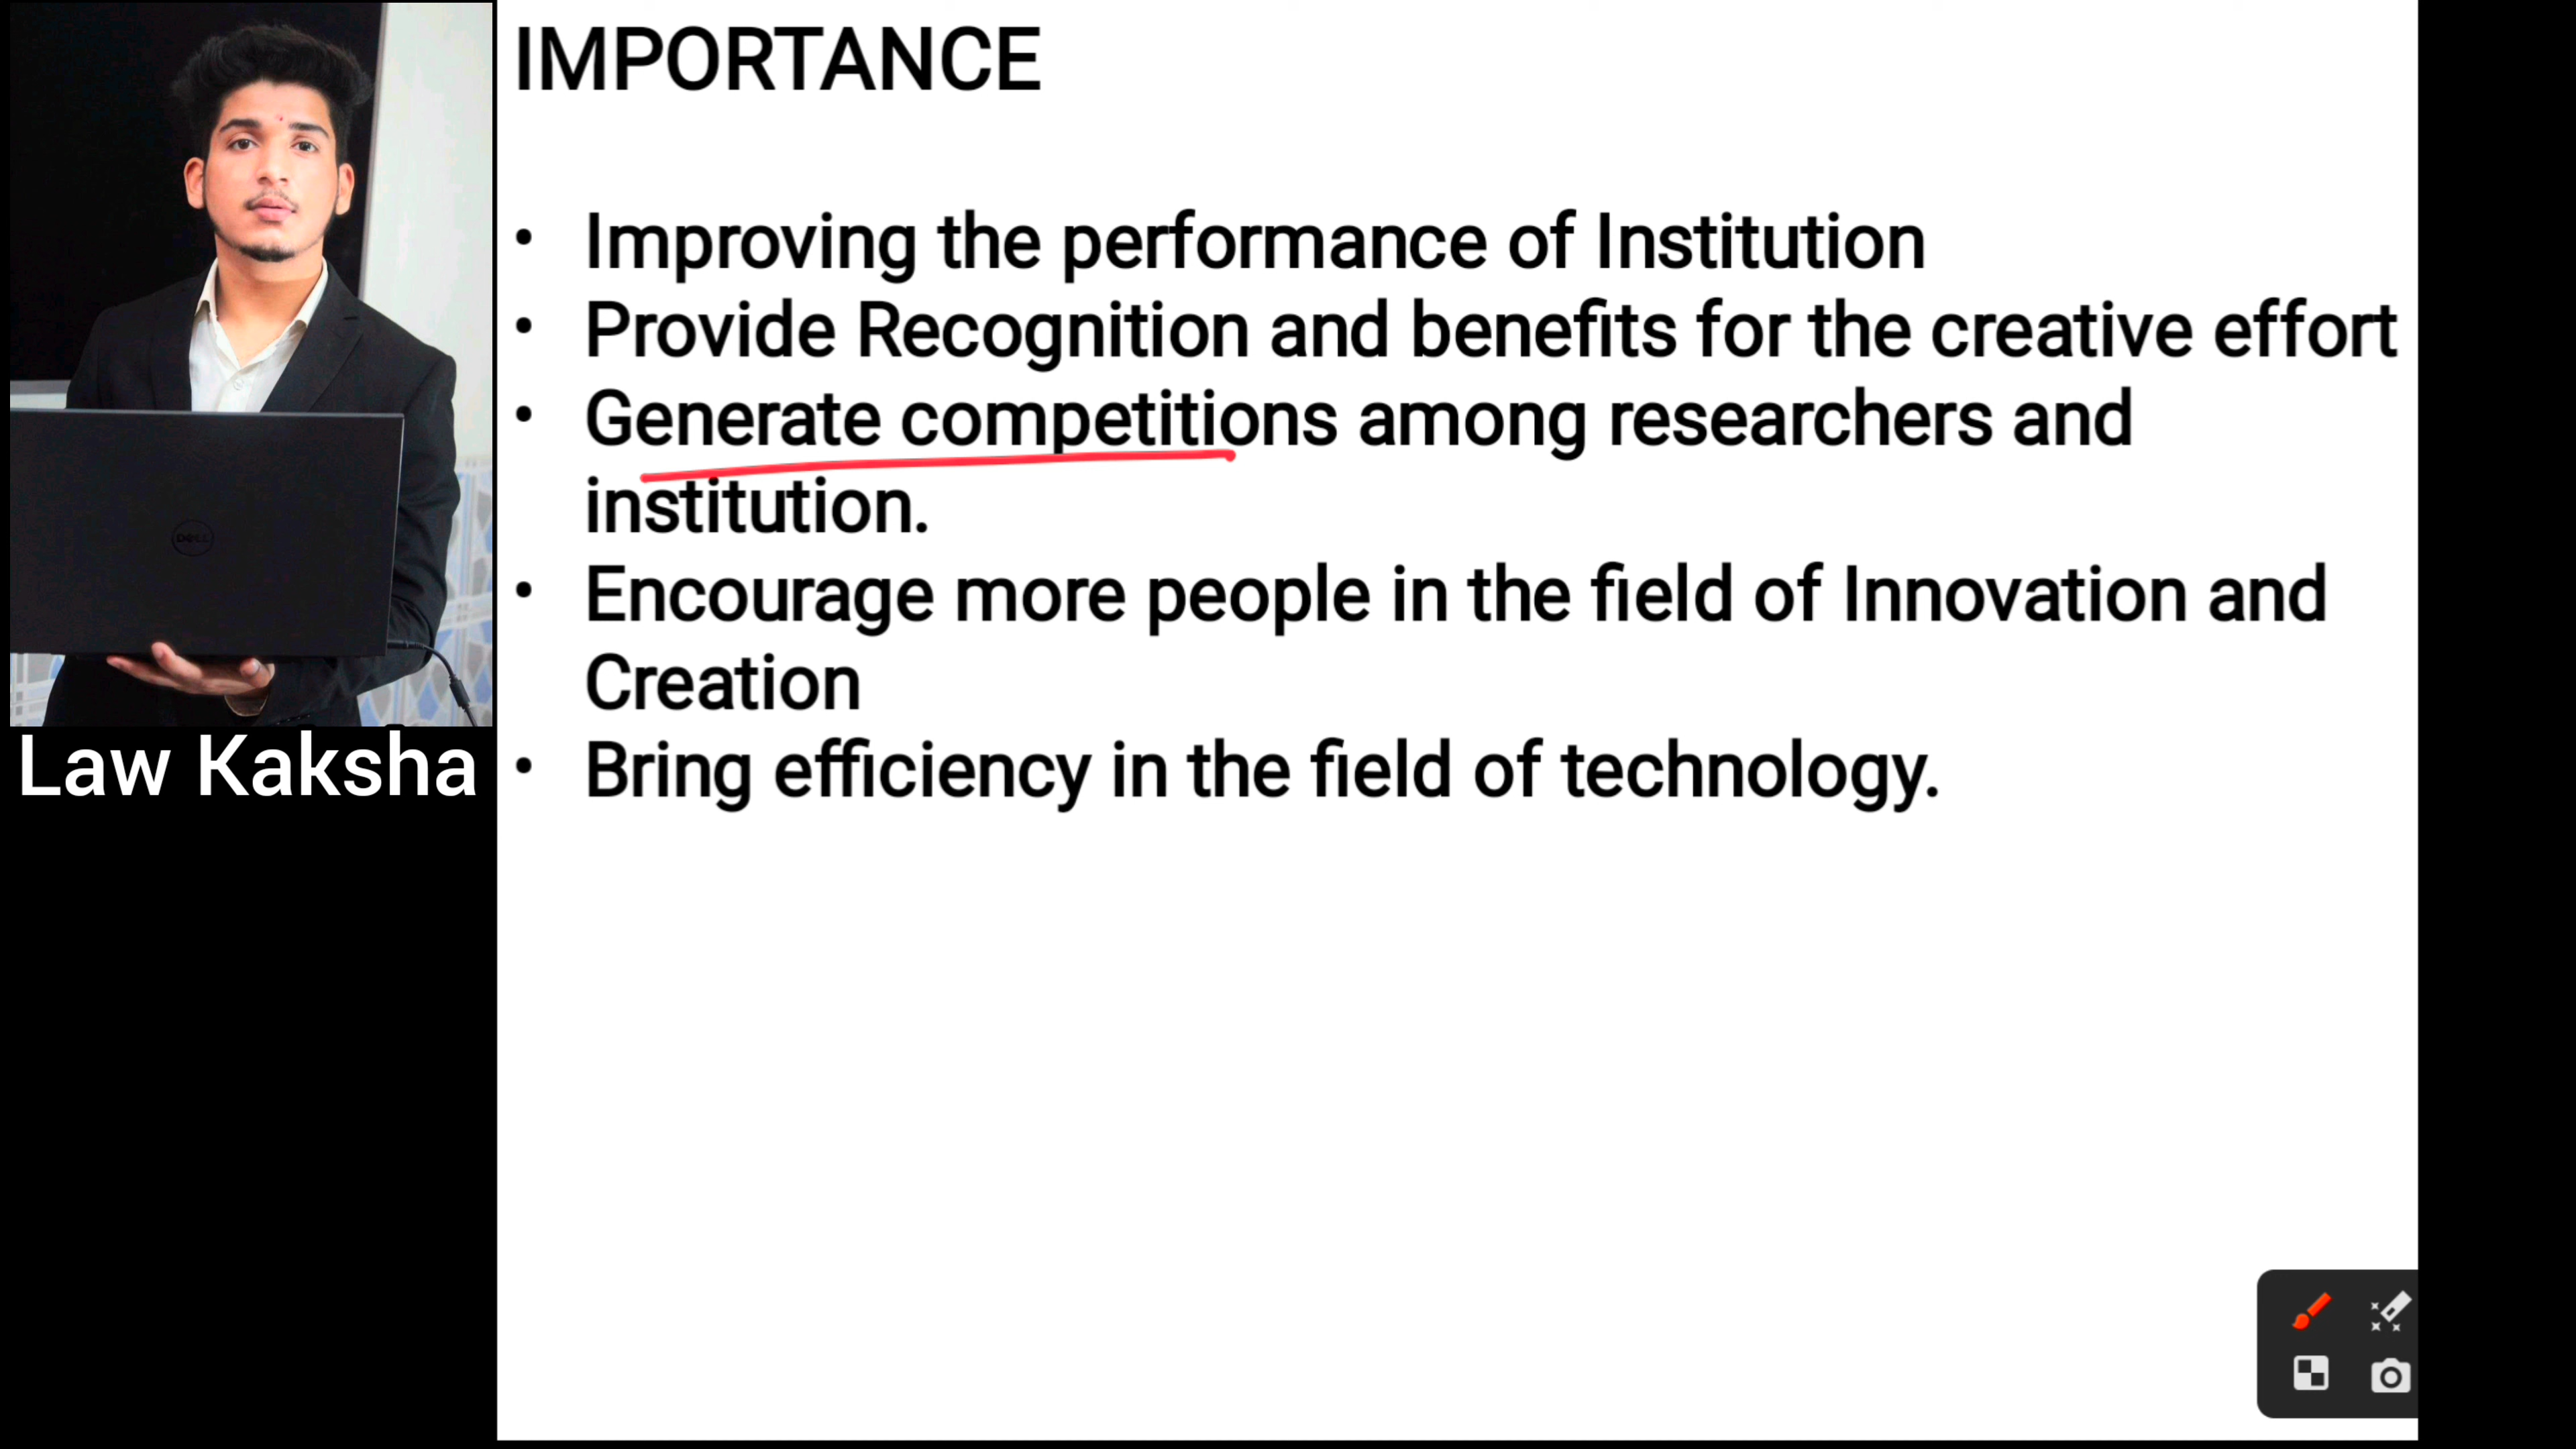 IMPORTANCE
• Improving the performance of Institution
• Provide Recognition and benefits for the creative effort
• Generate competitions among researchers and
institution.
• Encourage more people in the field of Innovation and
Creation
• Bring efficiency in the field of technology.
DELL
Law Kaksha